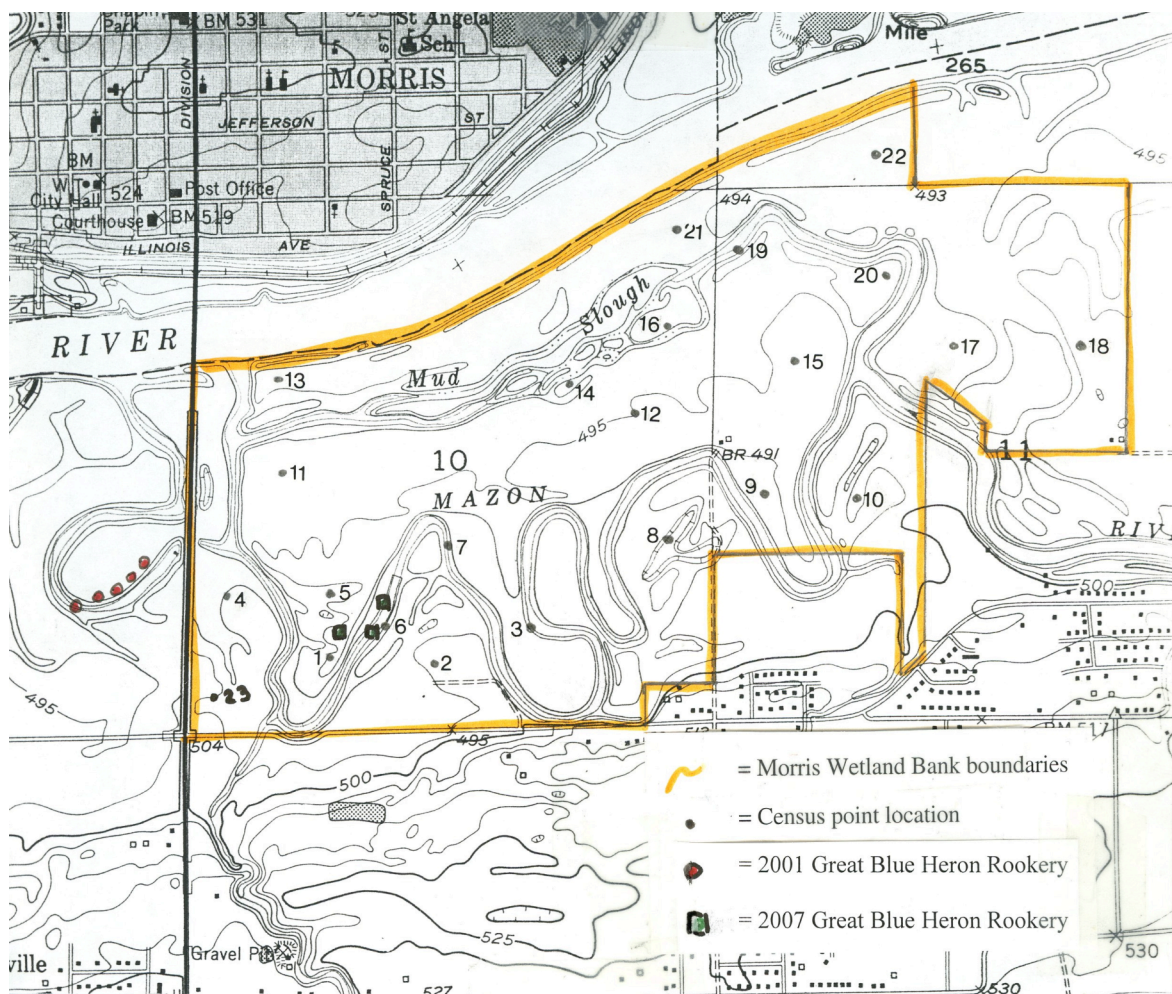 Park
BM 531
St Angela
Sch
MORRIS
DIVISION
ST
JEFFERSON
ST
SPRUCE
ILLINOIS
Mile
265
BM
W T
524
City Hall
Post Office
Courthouse
BM 519
ILLINOIS AVE
22
495
493
494
21
19
20
Slough
16
RIVER
Mud
13
14
15
17
18
12
495
11
10
MAZON
BR 491
11
9
10
8
7
RIV
500
4
5
6
3
1
2
23
495
504
495
513
BM 517
500
= Morris Wetland Bank boundaries
= Census point location
= 2001 Great Blue Heron Rookery
= 2007 Great Blue Heron Rookery
525
Gravel Pit
ville
527
530
530